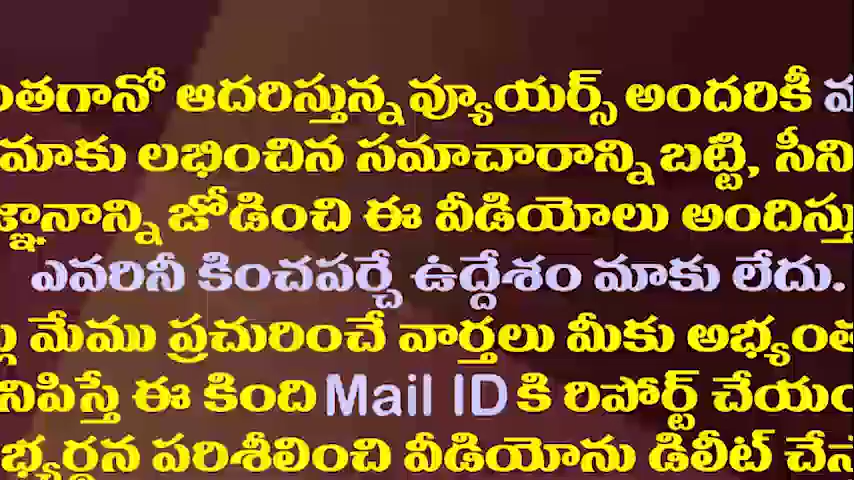 ంతగానో ఆదరిస్తున్న వ్యూయర్స్ అందరికీ
మాకు లభించిన సమాచారాన్ని బట్టి, సీని
జ్ఞానాన్ని జోడించి ఈ వీడియోలు అందిస్తు
ఎవరినీ కించపర్చే ఉద్దేశం మాకు లేదు.
మేము ప్రచురించే వార్తలు మీకు అభ్యంత
నిపిస్తే ఈ కింది Mail ID కి రిపోర్ట్ చేయం
భ్యర్థన పరిశీలించి వీడియోను డిలీట్ చేస